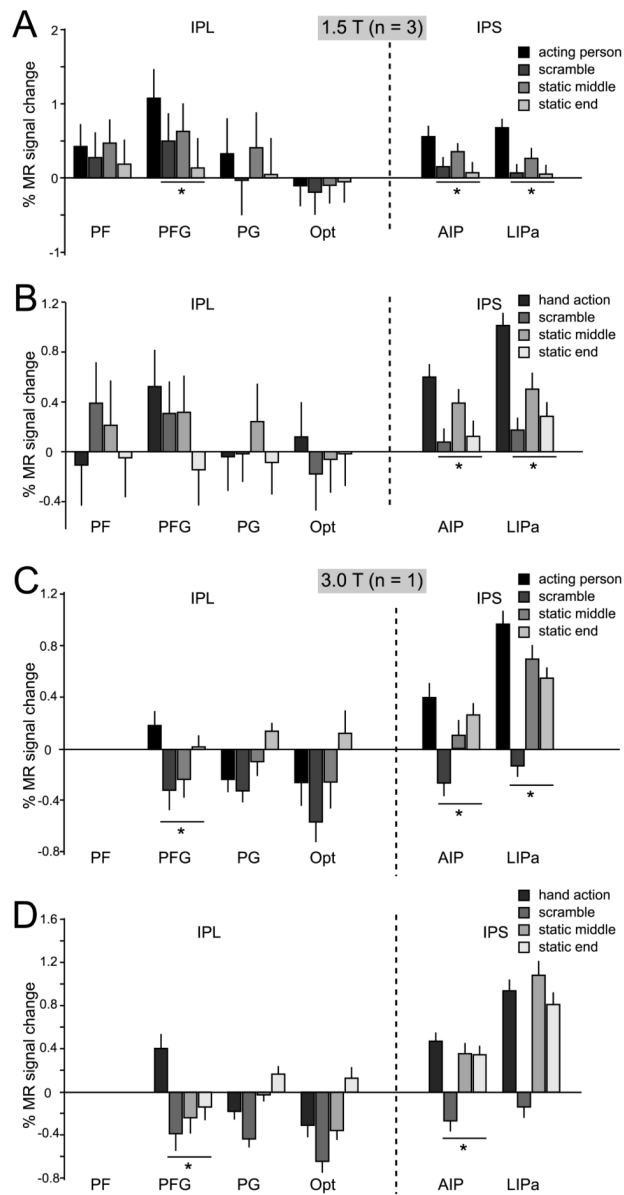 A IPL 1.5 T (n = 3) IPS
acting person
scramble
static middle
static end
% MR signal change
2
1
0
-1
* * *
PF PFG PG Opt AIP LIPa
B IPL IPS
hand action
scramble
static middle
static end
% MR signal change
1.2
0.8
0.4
0
-0.4
* *
PF PFG PG Opt AIP LIPa
C 3.0 T (n = 1)
IPL IPS
acting person
scramble
static middle
static end
% MR signal change
1.2
0.8
0.4
0
-0.4
-0.8
* * *
PF PFG PG Opt AIP LIPa
D IPL IPS
hand action
scramble
static middle
static end
% MR signal change
1.6
1.2
0.8
0.4
0
-0.4
-0.8
* *
PF PFG PG Opt AIP LIPa